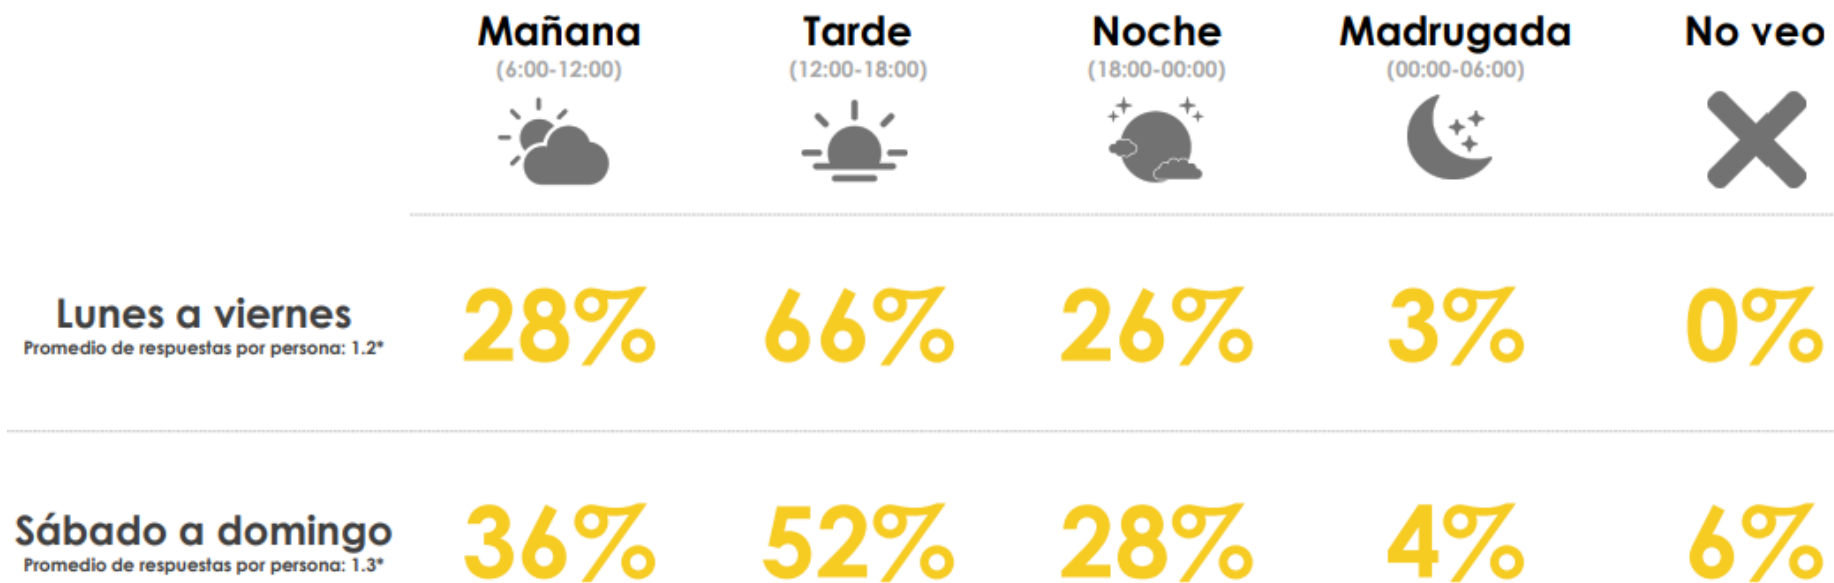 Mañana Tarde Noche Madrugada No veo
(6:00-12:00) (12:00-18:00) (18:00-00:00) (00:00-06:00)
Lunes a viernes 28% 66% 26% 3% 0%
Promedio de respuestas por persona: 1.2*
Sábado a domingo 36% 52% 28% 4% 6%
Promedio de respuestas por persona: 1.3*